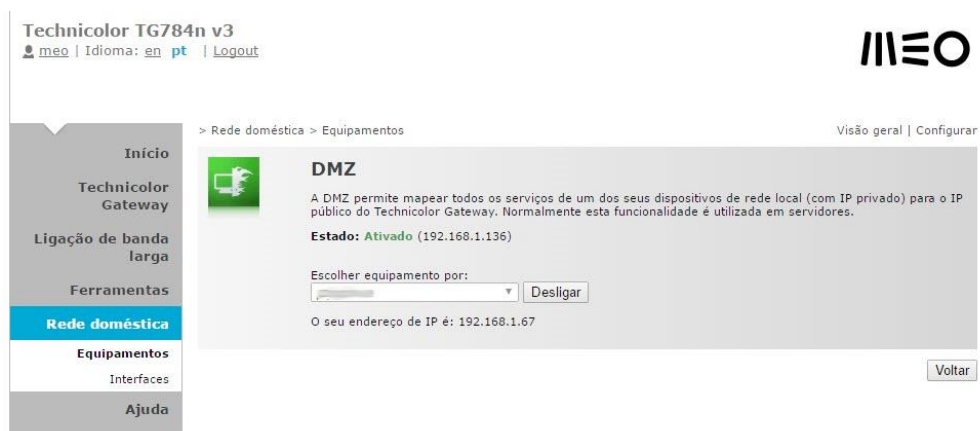 Technicolor TG784n v3
meo | Idioma: en pt | Logout
MEO
> Rede doméstica > Equipamentos
Visão geral | Configurar
Início
Technicolor
Gateway
Ligação de banda
larga
Ferramentas
Rede doméstica
Equipamentos
Interfaces
Ajuda
DMZ
A DMZ permite mapear todos os serviços de um dos seus dispositivos de rede local (com IP privado) para o IP
público do Technicolor Gateway. Normalmente esta funcionalidade é utilizada em servidores.
Estado: Ativado (192.168.1.136)
Escolher equipamento por:
Desligar
O seu endereço de IP é: 192.168.1.67
Voltar